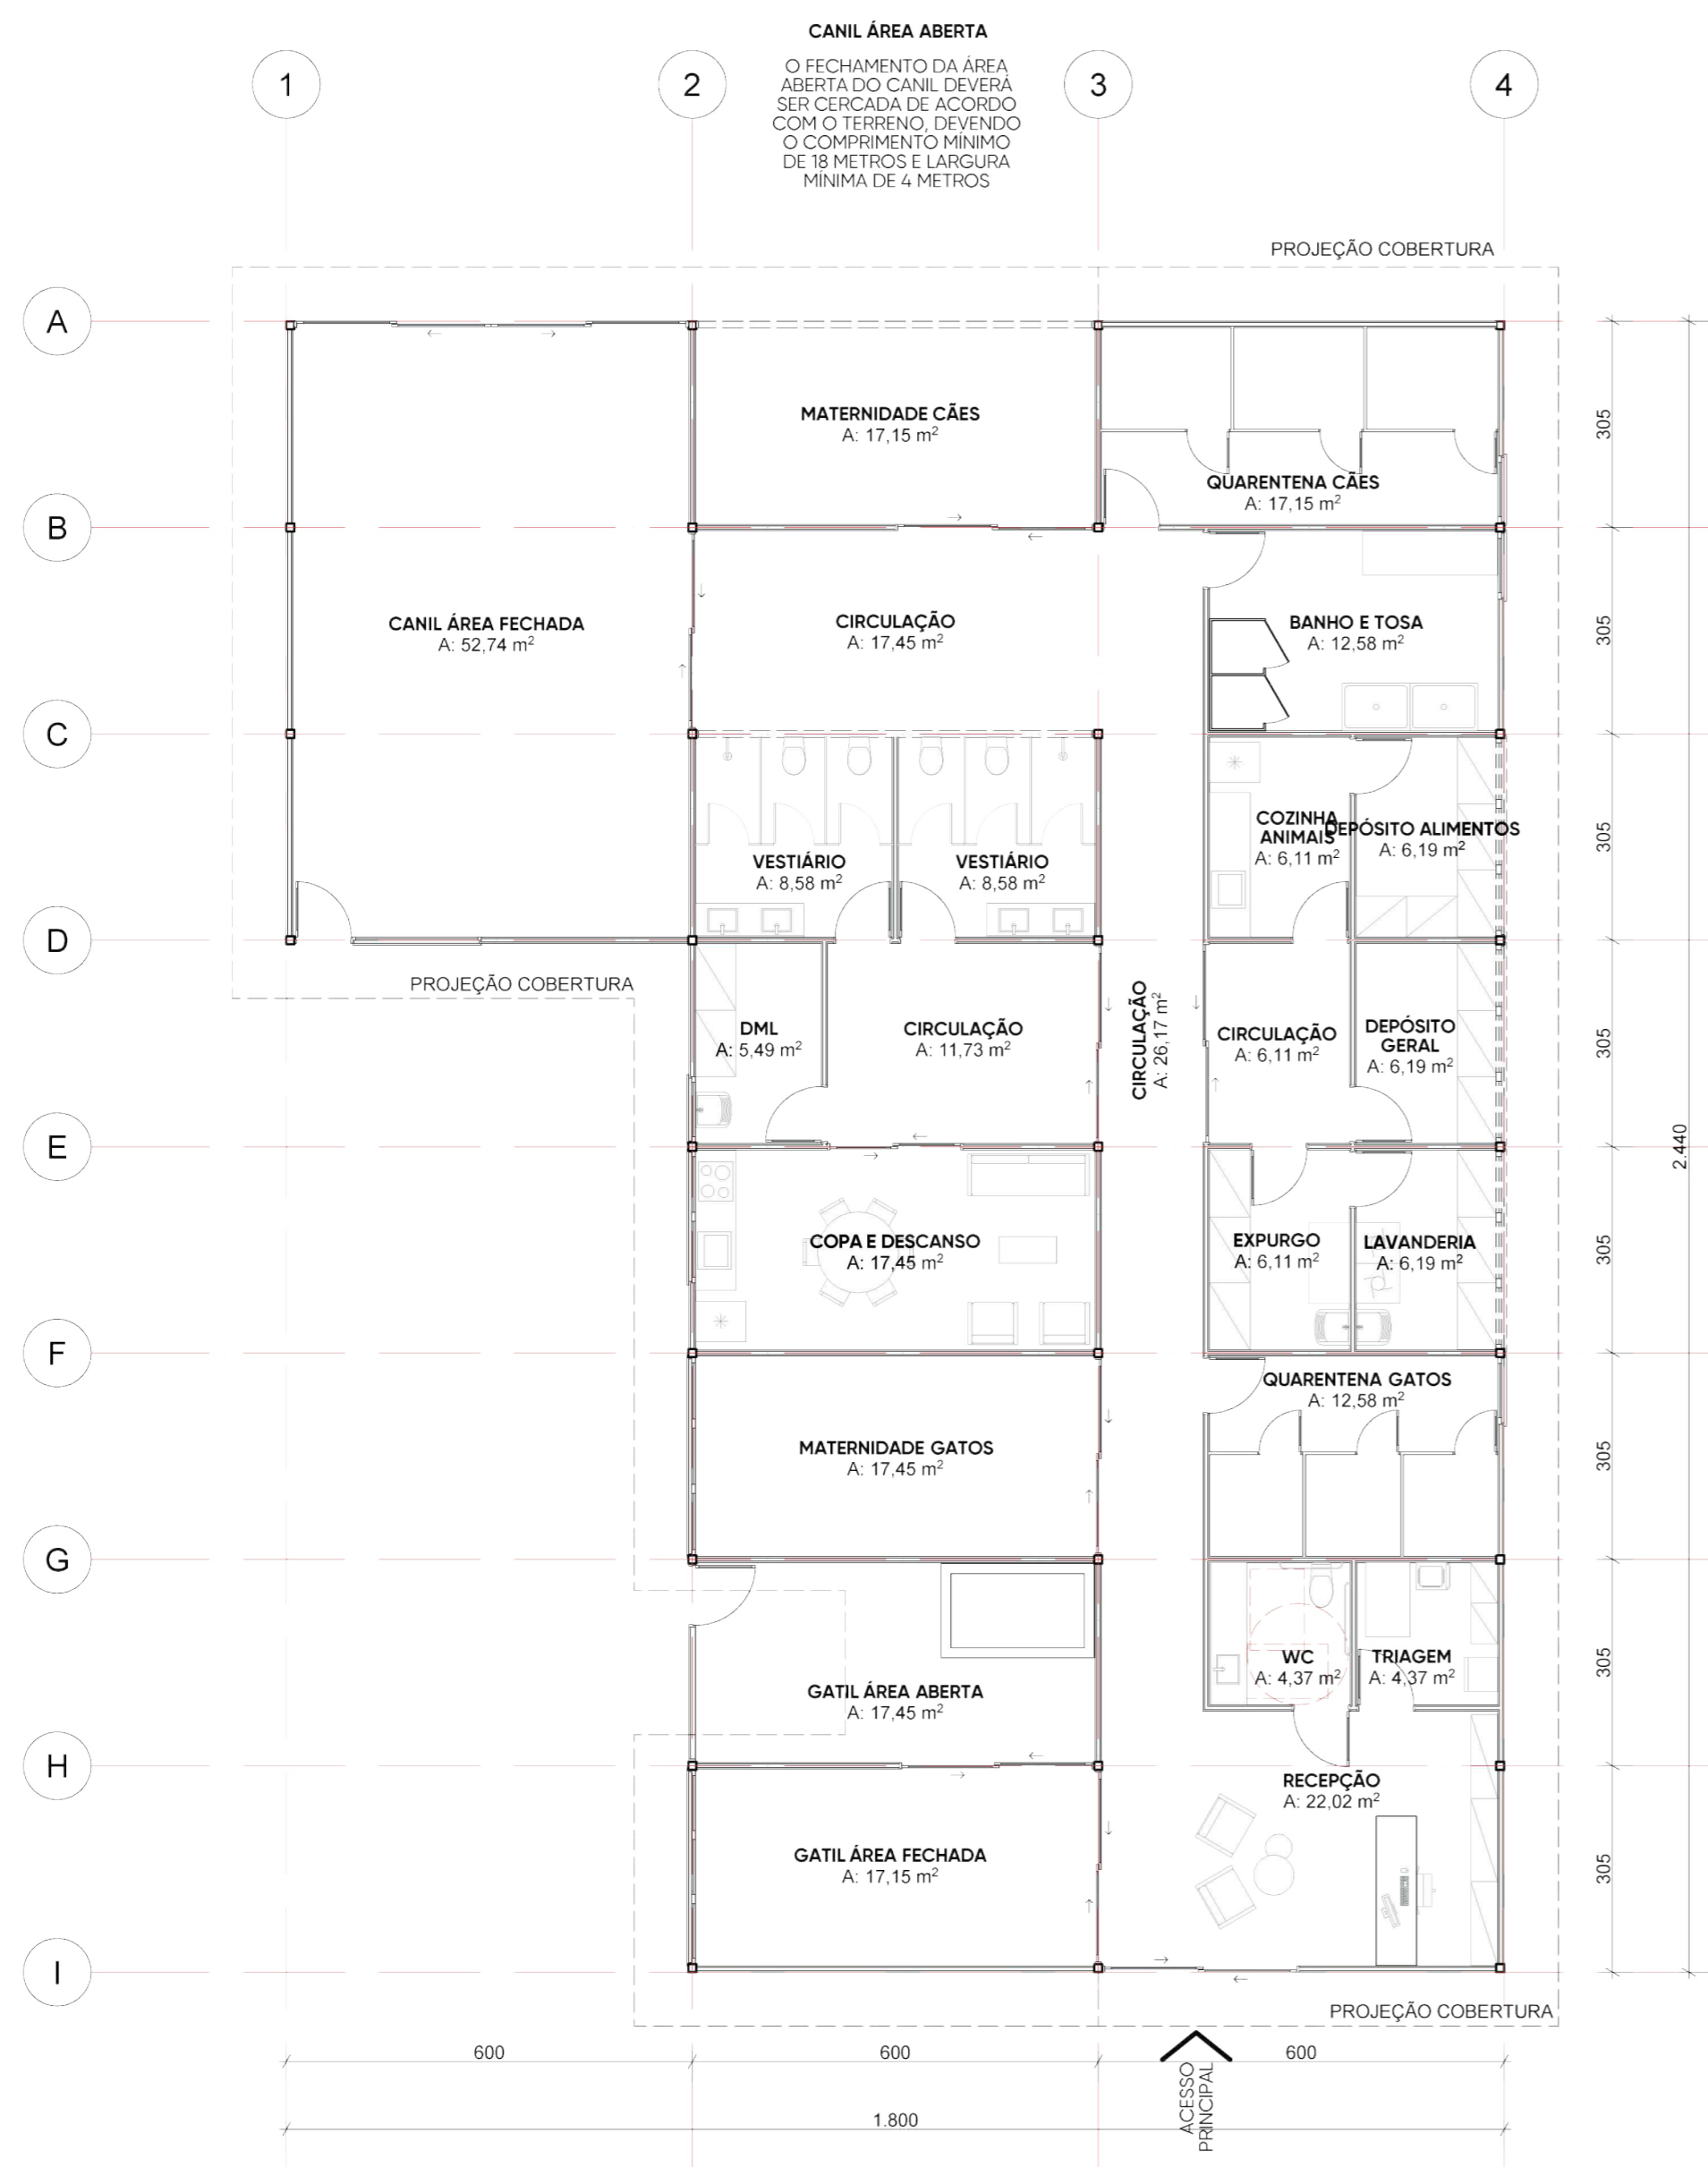 CANIL ÁREA ABERTA
O FECHAMENTO DA ÁREA
ABERTA DO CANIL DEVERÁ
SER CERCADA DE ACORDO
COM O TERRENO, DEVENDO
O COMPRIMENTO MÍNIMO
DE 18 METROS E LARGURA
MÍNIMA DE 4 METROS
1
2
3
4
PROJEÇÃO COBERTURA
A
B
C
D
E
F
G
H
I
MATERNIDADE CÃES
A: 17,15 m²
QUARENTENA CÃES
A: 17,15 m²
CANIL ÁREA FECHADA
A: 52,74 m²
CIRCULAÇÃO
A: 17,45 m²
BANHO E TOSA
A: 12,58 m²
VESTIÁRIO
A: 8,58 m²
VESTIÁRIO
A: 8,58 m²
COZINHA
ANIMAIS
A: 6,11 m²
DEPÓSITO ALIMENTOS
A: 6,19 m²
PROJEÇÃO COBERTURA
DML
A: 5,49 m²
CIRCULAÇÃO
A: 11,73 m²
CIRCULAÇÃO
A: 26,17 m²
CIRCULAÇÃO
A: 6,11 m²
DEPÓSITO
GERAL
A: 6,19 m²
COPA E DESCANSO
A: 17,45 m²
EXPURGO
A: 6,11 m²
LAVANDERIA
A: 6,19 m²
QUARENTENA GATOS
A: 12,58 m²
MATERNIDADE GATOS
A: 17,45 m²
WC
A: 4,37 m²
TRIAGEM
A: 4,37 m²
GATIL ÁREA ABERTA
A: 17,45 m²
RECEPÇÃO
A: 22,02 m²
GATIL ÁREA FECHADA
A: 17,15 m²
PROJEÇÃO COBERTURA
305
305
305
305
305
305
305
305
2.440
600
600
600
1.800
ACESSO
PRINCIPAL